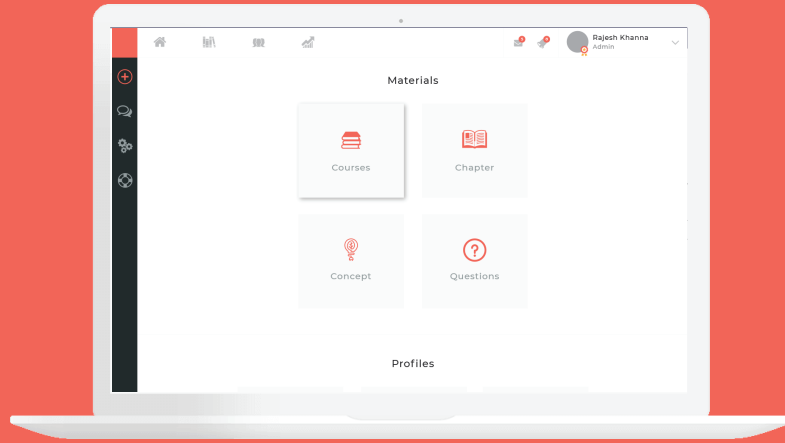 Rajesh Khanna
Admin
Materials
Courses
Chapter
Concept
Questions
Profiles